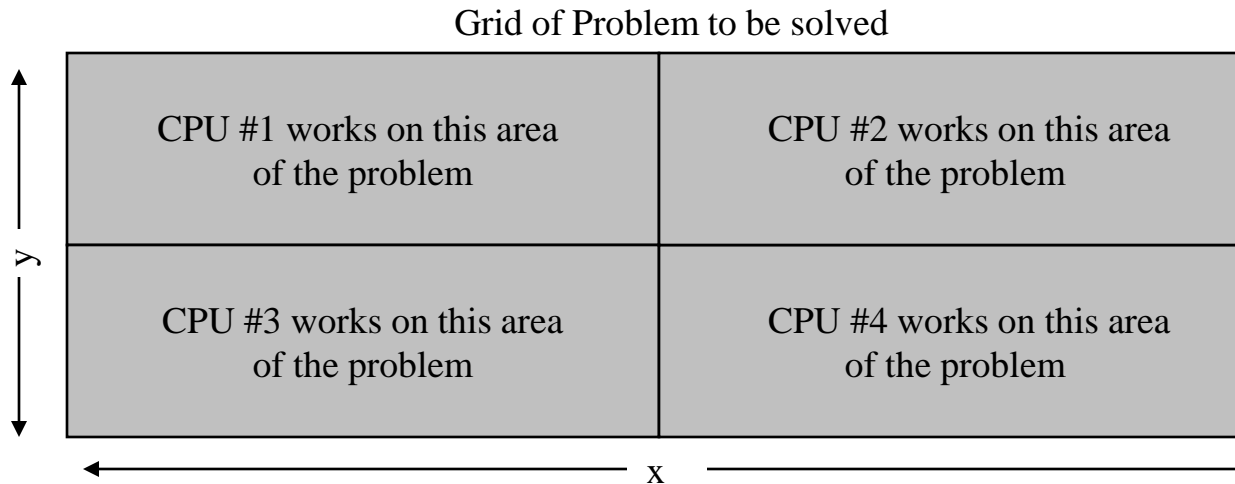 Grid of Problem to be solved
CPU #1 works on this area
of the problem
CPU #2 works on this area
of the problem
y
CPU #3 works on this area
of the problem
CPU #4 works on this area
of the problem
x